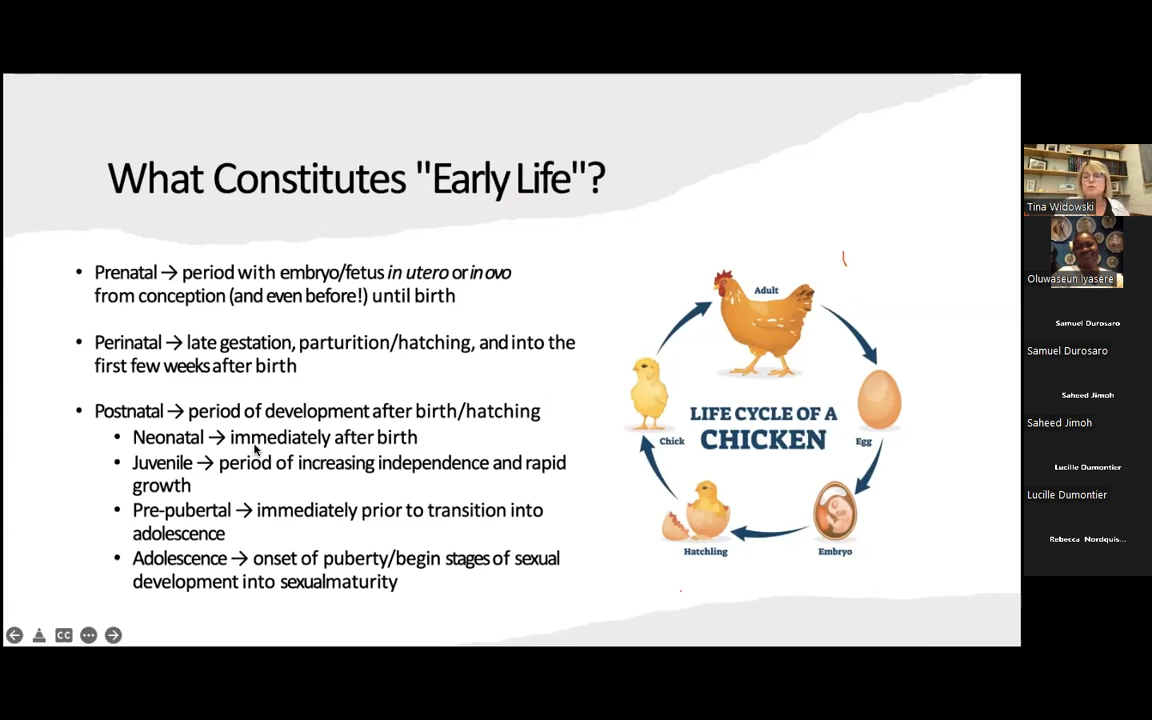 What Constitutes "Early Life"?
• Prenatal → period with embryo/fetus in utero or in ovo
from conception (and even before!) until birth
• Perinatal → late gestation, parturition/hatching, and into the
first few weeks after birth
• Postnatal → period of development after birth/hatching
• Neonatal → immediately after birth
• Juvenile → period of increasing independence and rapid
growth
• Pre-pubertal → immediately prior to transition into
adolescence
• Adolescence → onset of puberty/begin stages of sexual
development into sexual maturity
Adult
LIFE CYCLE OF A
CHICKEN
Chick
Egg
Hatchling
Embryo
CC
Tina Widowski
Oluwaseun Iyasere
Samuel Durosaro
Samuel Durosaro
Saheed Jimoh
Saheed Jimoh
Lucille Dumontier
Lucille Dumontier
Rebecca Nordquis...